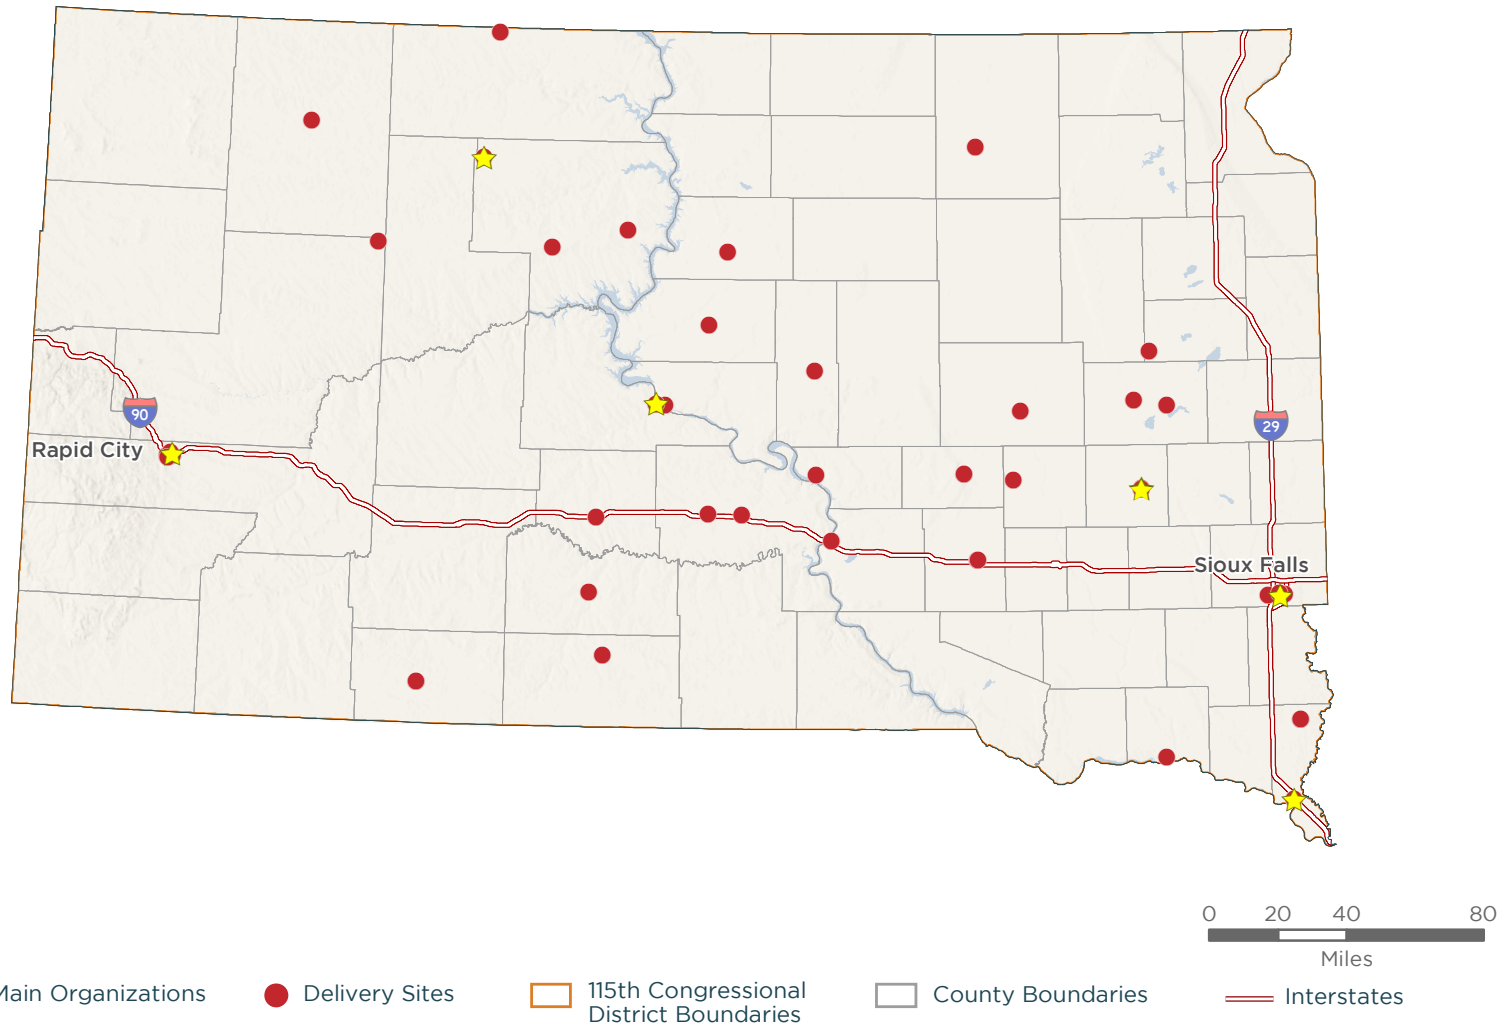 90
Rapid City
29
Sioux Falls
0 20 40 80
Miles
Main Organizations
Delivery Sites
115th Congressional
District Boundaries
County Boundaries
Interstates